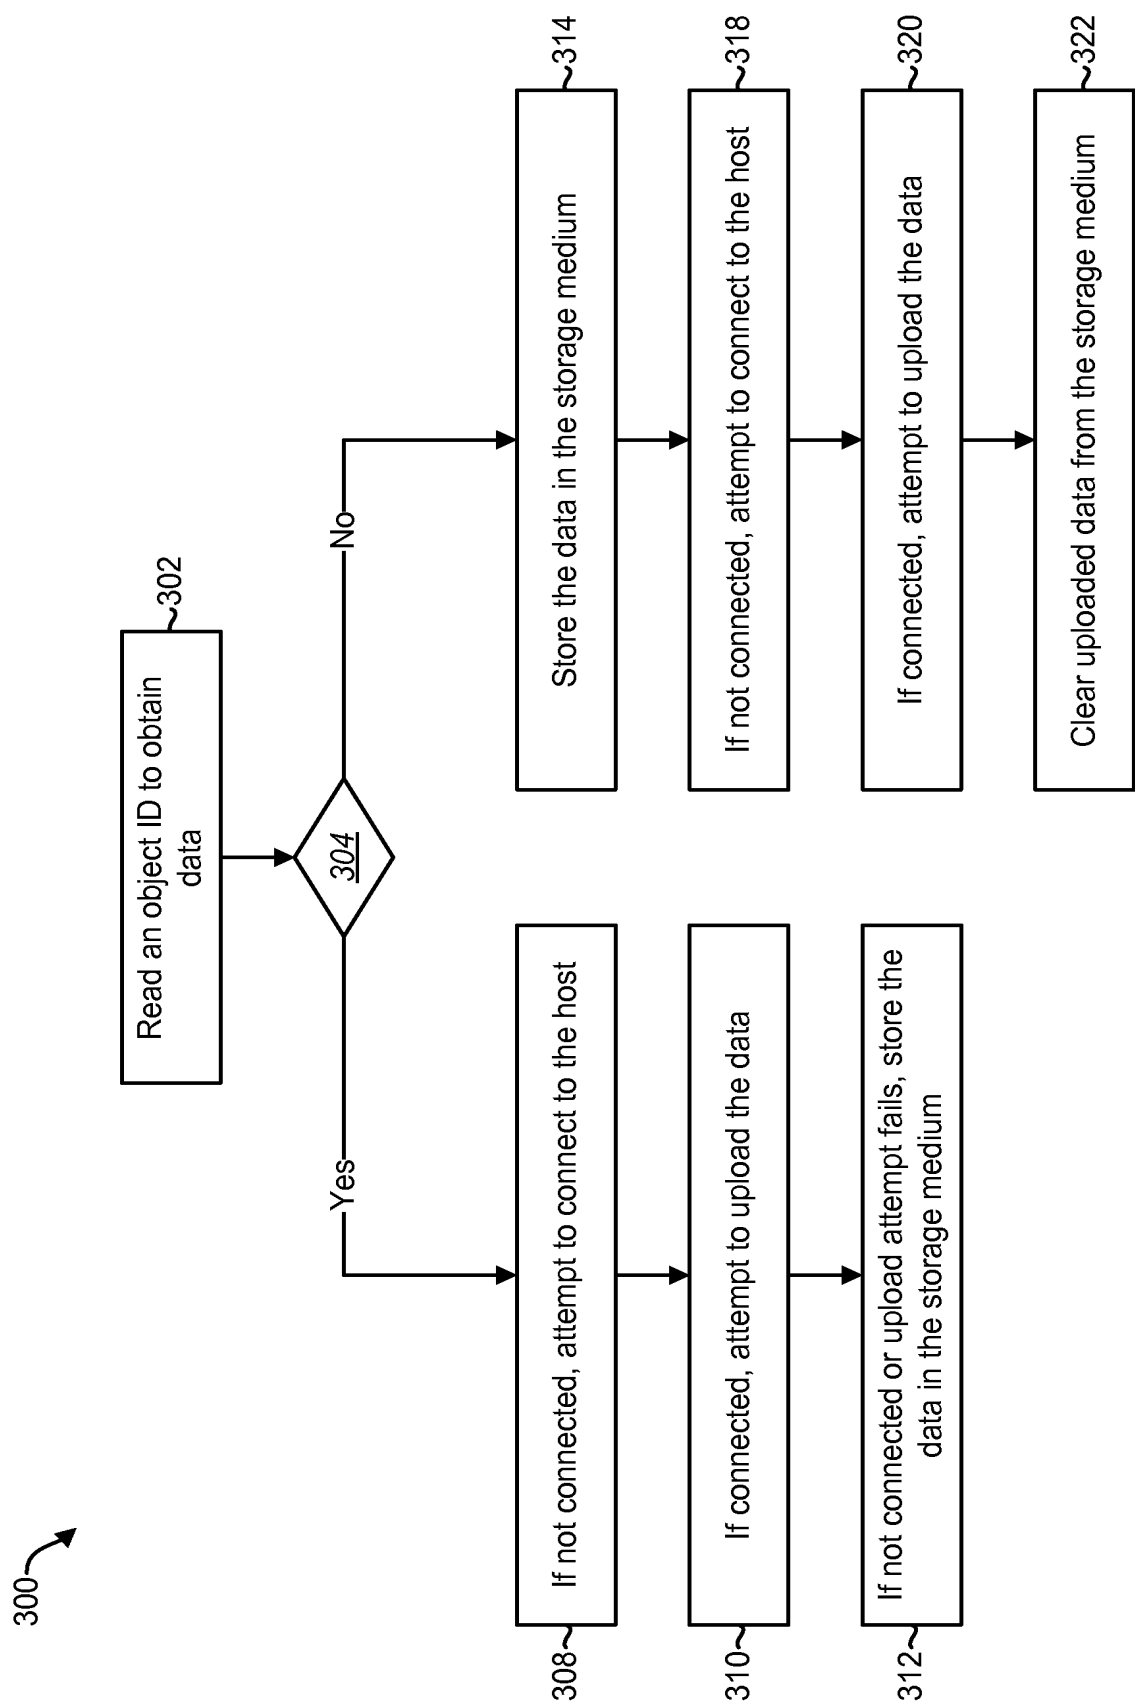 300
302
Read an object ID to obtain
data
304
Yes
No
308
If not connected, attempt to connect to the host
310
If connected, attempt to upload the data
312
If not connected or upload attempt fails, store the
data in the storage medium
314
Store the data in the storage medium
318
If not connected, attempt to connect to the host
320
If connected, attempt to upload the data
322
Clear uploaded data from the storage medium